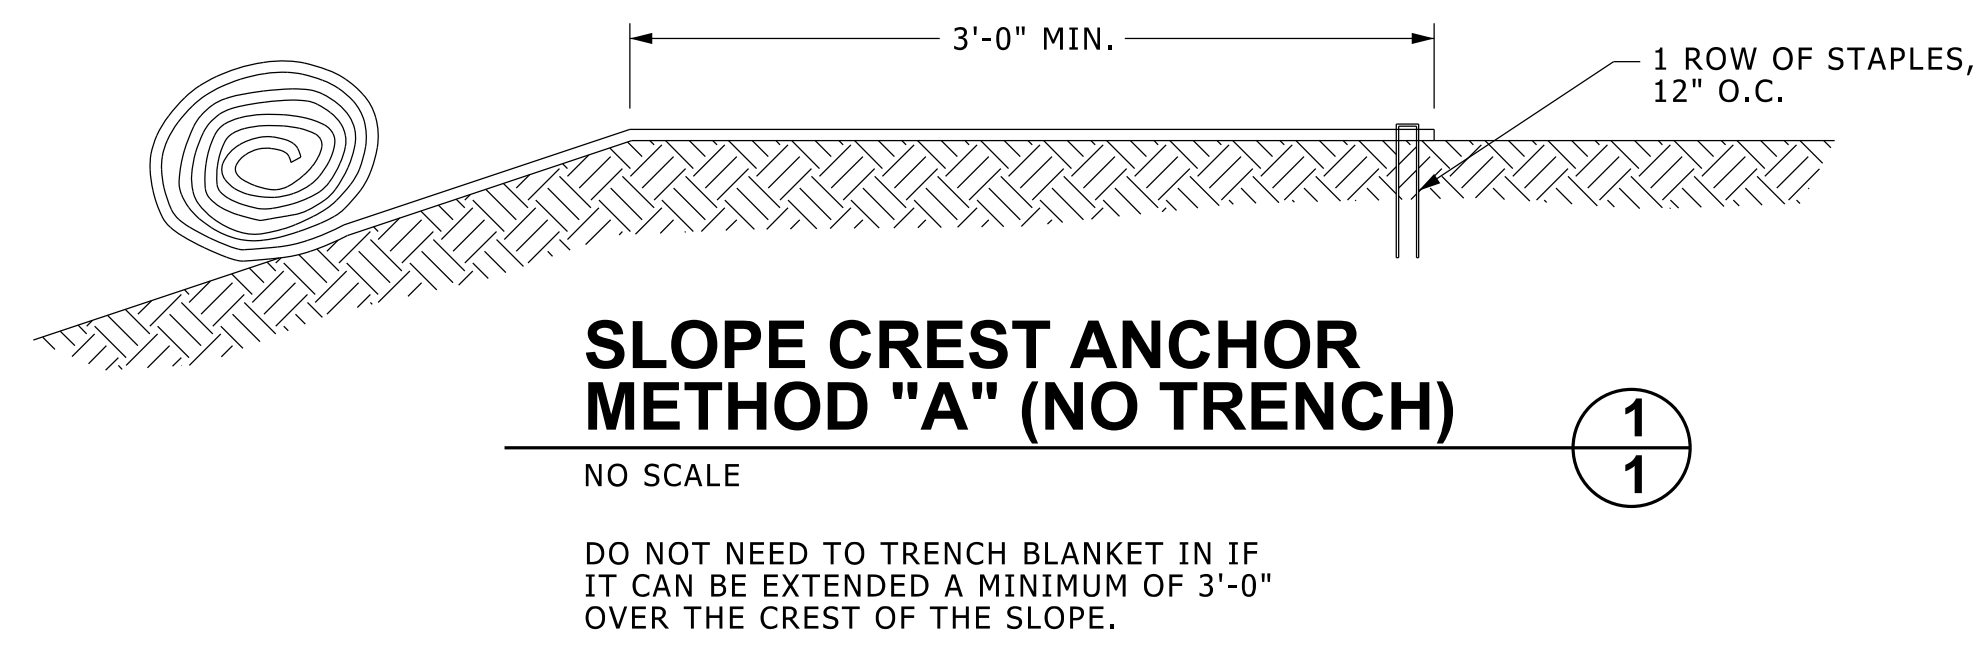 3'-0" MIN.
1 ROW OF STAPLES,
12" O.C.
SLOPE CREST ANCHOR
METHOD "A" (NO TRENCH)
1
1
NO SCALE
DO NOT NEED TO TRENCH BLANKET IN IF
IT CAN BE EXTENDED A MINIMUM OF 3'-0"
OVER THE CREST OF THE SLOPE.